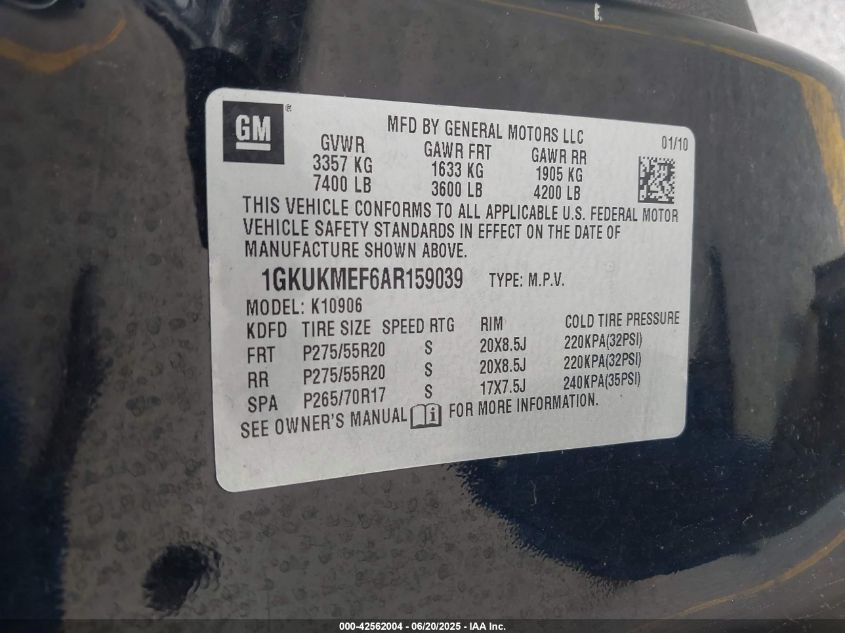 GM ®
MFD BY GENERAL MOTORS LLC
01/10
GVWR GAWR FRT GAWR RR
3357 KG 1633 KG 1905 KG
7400 LB 3600 LB 4200 LB
THIS VEHICLE CONFORMS TO ALL APPLICABLE U.S. FEDERAL MOTOR
VEHICLE SAFETY STANDARDS IN EFFECT ON THE DATE OF
MANUFACTURE SHOWN ABOVE.
1GKUKMEF6AR159039 TYPE: M.P.V.
MODEL: K10906
KDFD TIRE SIZE SPEED RTG RIM COLD TIRE PRESSURE
FRT P275/55R20 S 20X8.5J 220KPA(32PSI)
RR P275/55R20 S 20X8.5J 220KPA(32PSI)
SPA P265/70R17 S 17X7.5J 240KPA(35PSI)
SEE OWNER'S MANUAL i FOR MORE INFORMATION.
000-42562004 - 06/20/2025 - IAA Inc.